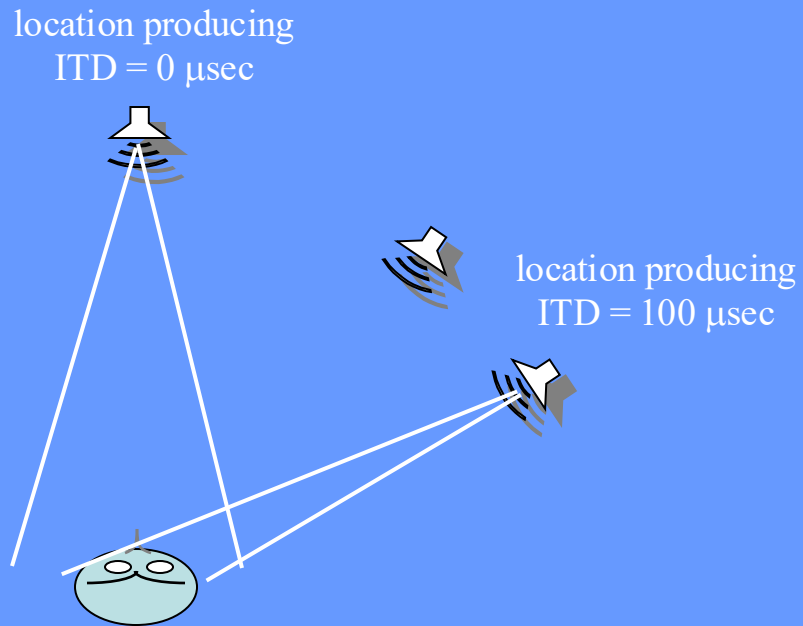 location producing
ITD = 0 μsec
location producing
ITD = 100 μsec